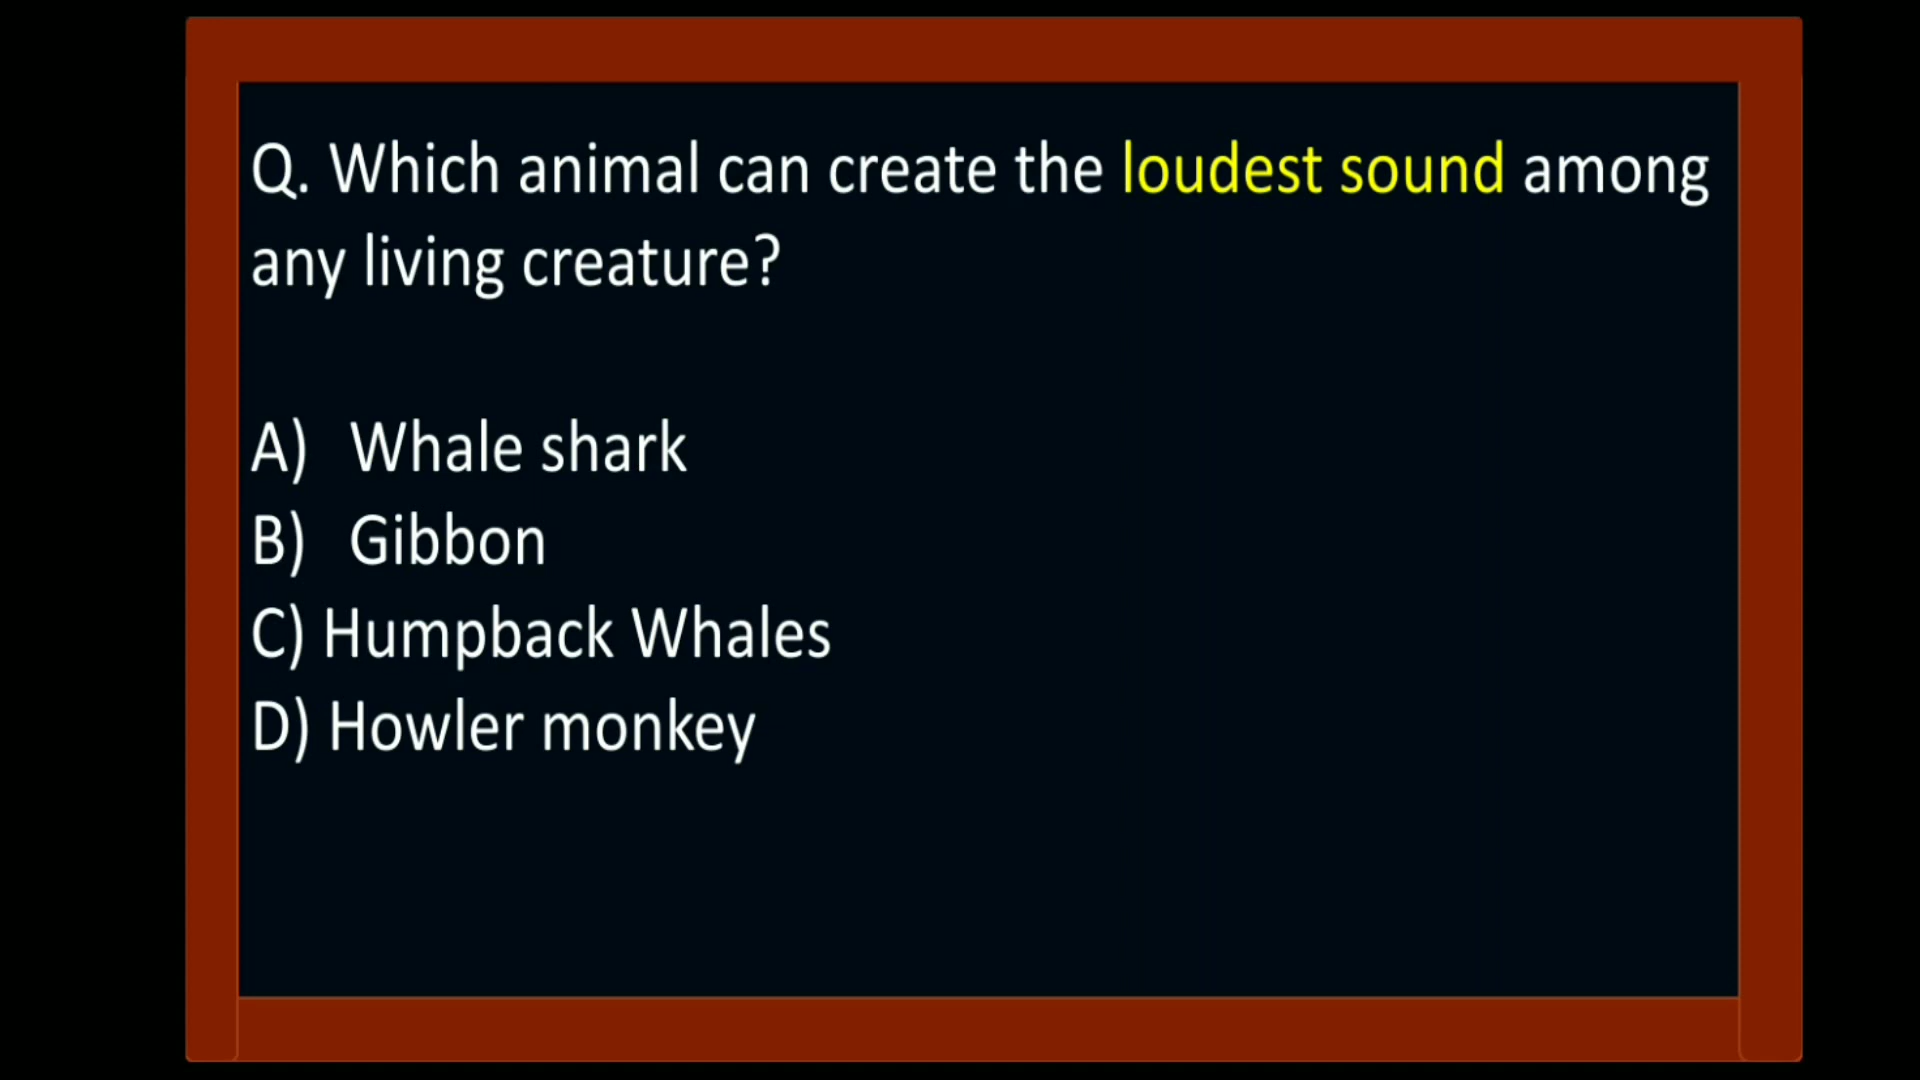 Q. Which animal can create the loudest sound among
any living creature?
A) Whale shark
B) Gibbon
C) Humpback Whales
D) Howler monkey